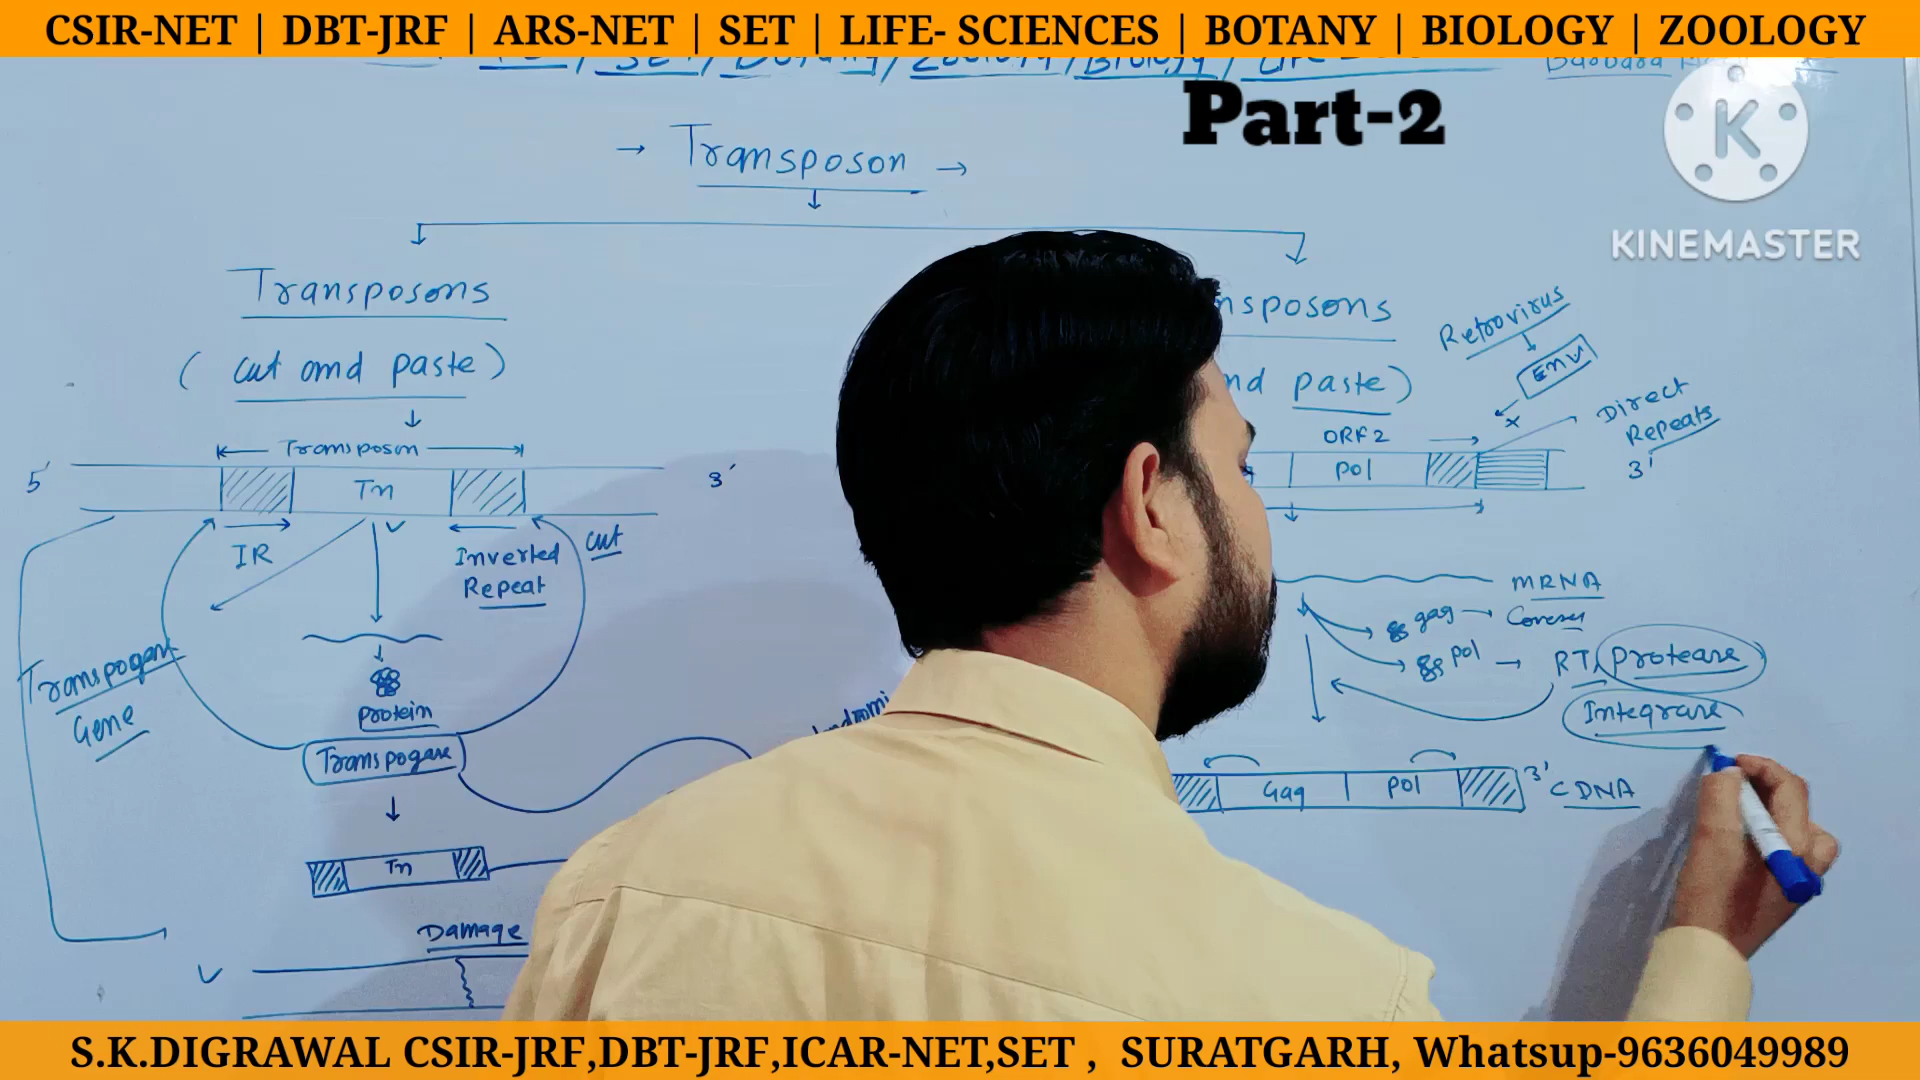 CSIR-NET | DBT-JRF | ARS-NET | SET | LIFE- SCIENCES | BOTANY | BIOLOGY | ZOOLOGY
Part-2
KINEMASTER
→ Transposon →
Transposons
(cut and paste)
Transposon
5'
Tn
3'
IR
Inverted
Repeat
cut
Transpogase
Gene
Protein
Transpogase
Tn
Damage
nsposons
nd paste)
Retrovirus
Env
x
Direct
Repeats
ORF2
Pol
3'
mRNA
gag → Coreses
pol → RT, Protease
Integrase
Gag
Pol
3'
CDNA
S.K.DIGRAWAL CSIR-JRF,DBT-JRF,ICAR-NET,SET , SURATGARH, Whatsup-9636049989